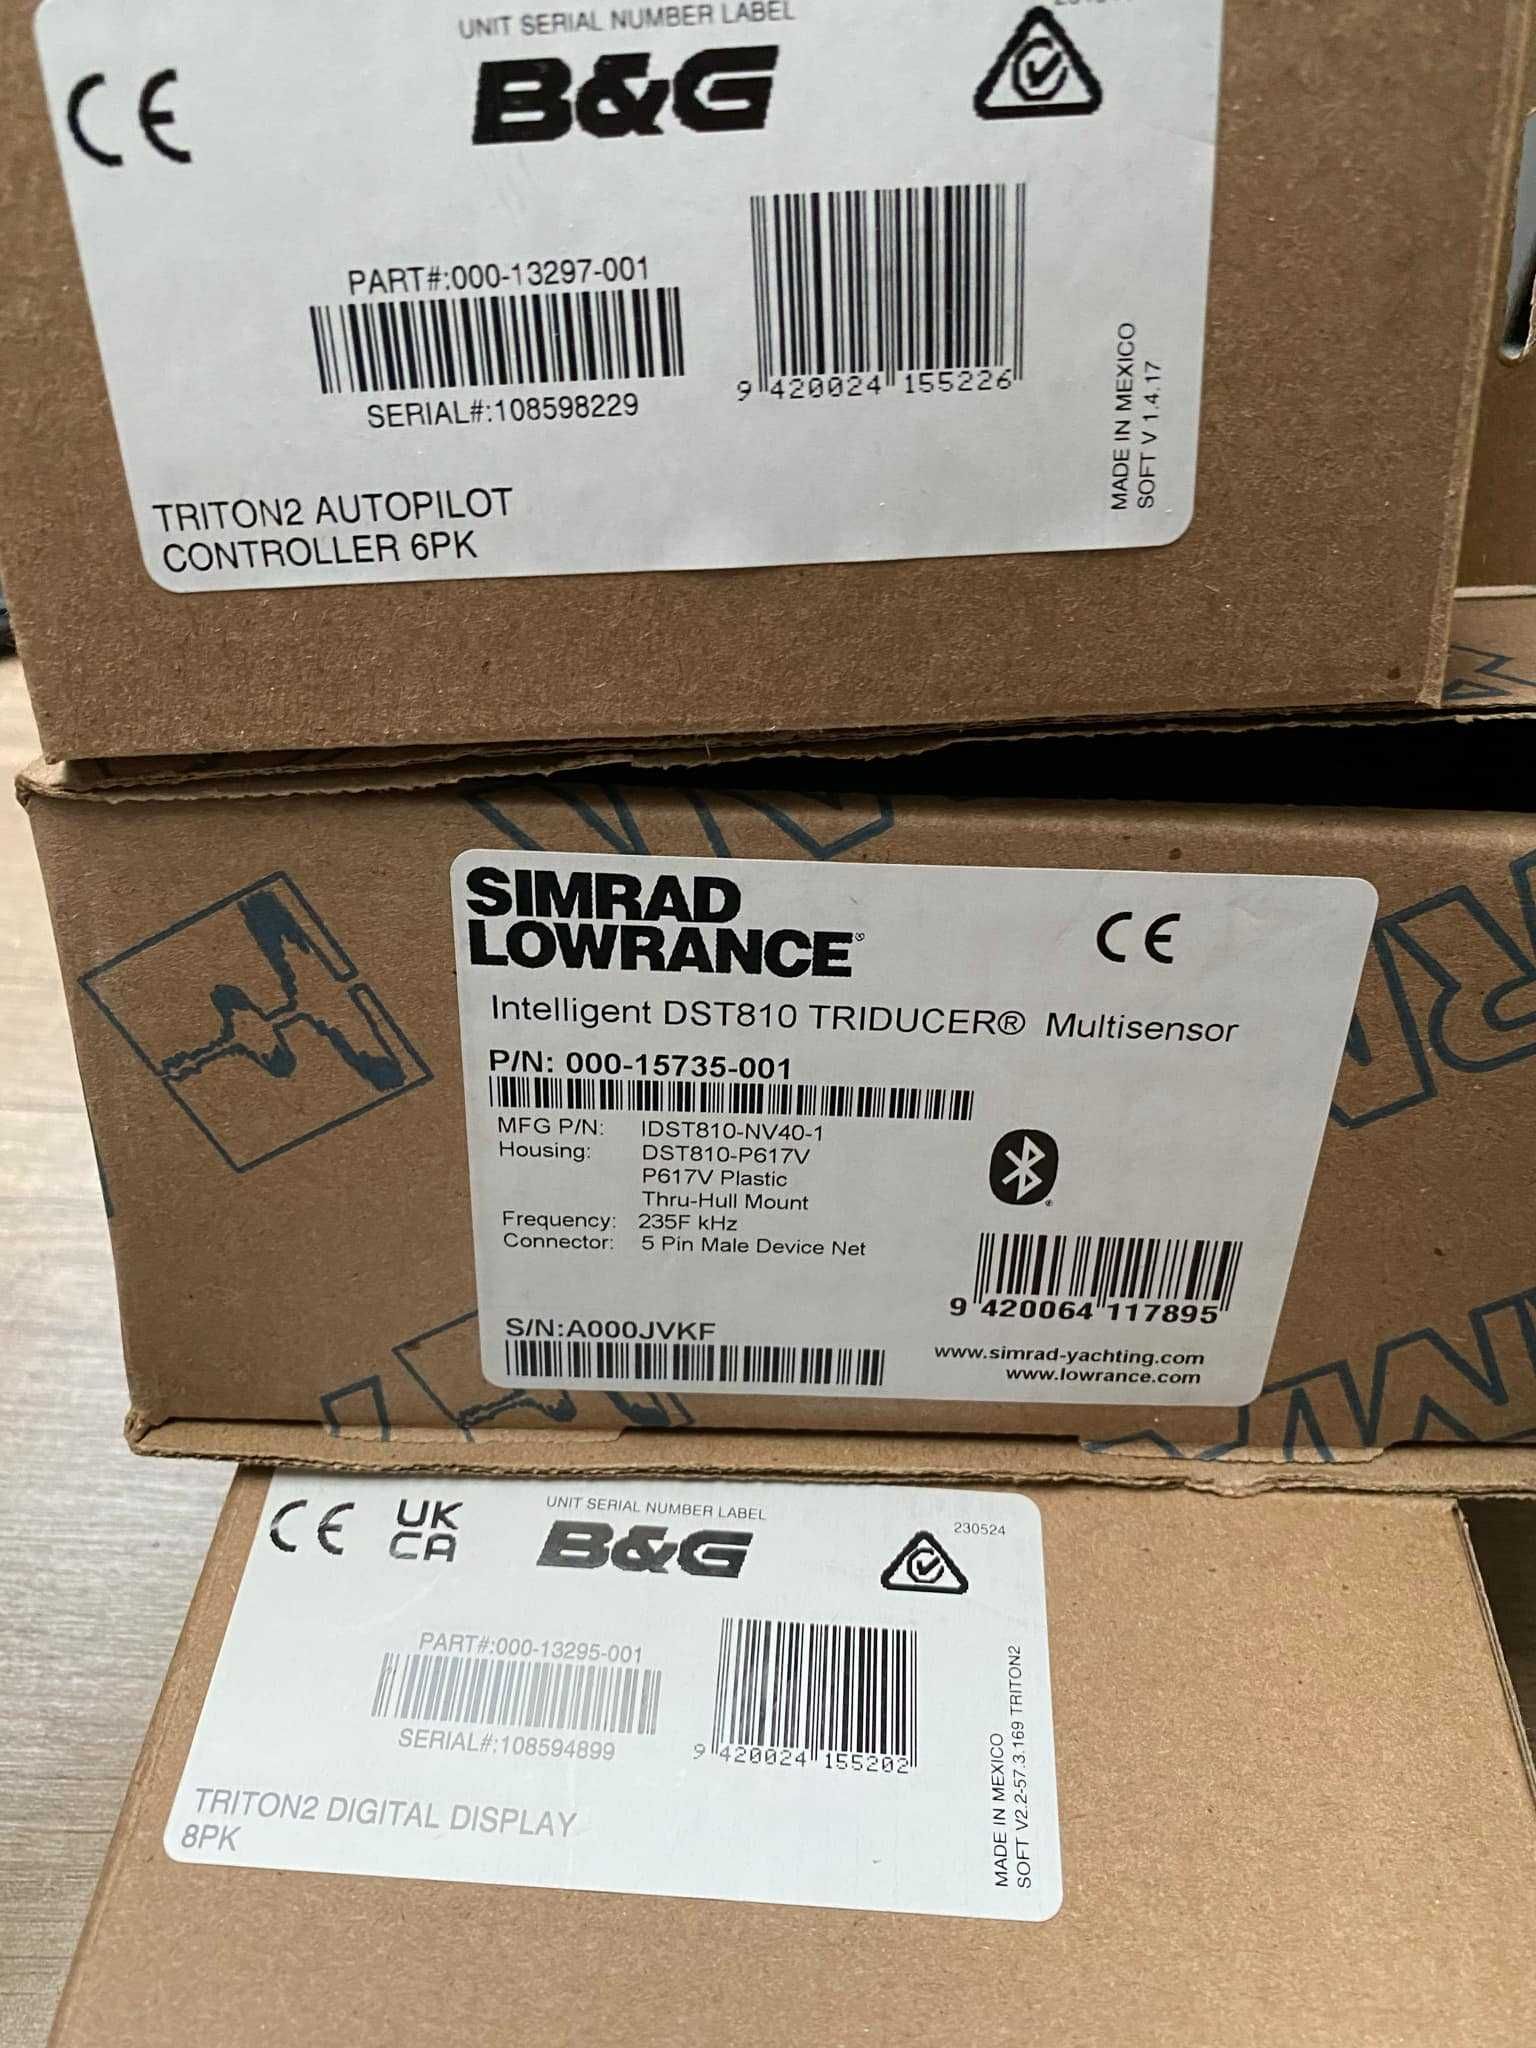 UNIT SERIAL NUMBER LABEL
CE
B&G
PART#:000-13297-001
SERIAL#:108598229
9 420024 155226
MADE IN MEXICO
SOFT V 1.4.17
TRITON2 AUTOPILOT
CONTROLLER 6PK
SIMRAD
LOWRANCE®
CE
Intelligent DST810 TRIDUCER® Multisensor
P/N: 000-15735-001
MFG P/N: IDST810-NV40-1
Housing: DST810-P617V
P617V Plastic
Thru-Hull Mount
Frequency: 235F kHz
Connector: 5 Pin Male Device Net
9 420064 117895
S/N:A000JVKF
www.simrad-yachting.com
www.lowrance.com
CE
UK
CA
UNIT SERIAL NUMBER LABEL
B&G
230524
PART#:000-13295-001
SERIAL#:108594899
9 420024 155202
MADE IN MEXICO
SOFT V2.2-57.3.169 TRITON2
TRITON2 DIGITAL DISPLAY
8PK